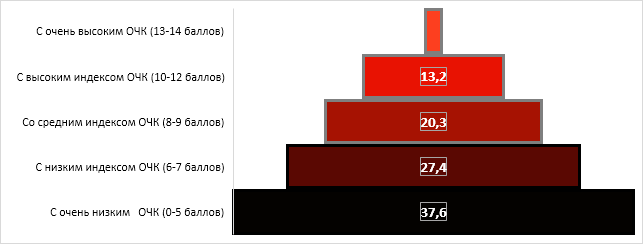 С очень высоким ОЧК (13-14 баллов)
С высоким индексом ОЧК (10-12 баллов)
13,2
Со средним индексом ОЧК (8-9 баллов)
20,3
С низким индексом ОЧК (6-7 баллов)
27,4
С очень низким ОЧК (0-5 баллов)
37,6